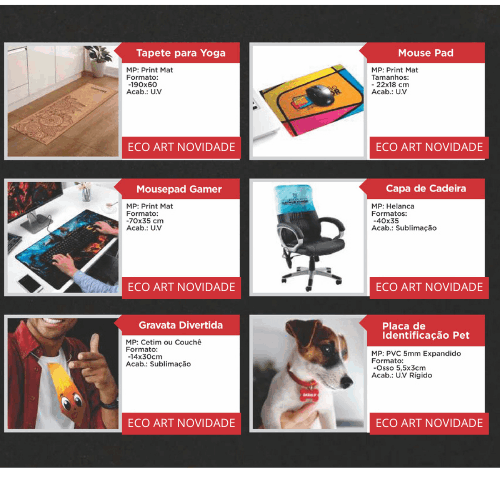 Tapete para Yoga
MP: Print Mat
Formato:
-190x60
Acab.: U.V
ECO ART NOVIDADE
Mouse Pad
MP: Print Mat
Tamanhos:
- 22x18 cm
Acab.: U.V
ECO ART NOVIDADE
Mousepad Gamer
MP: Print Mat
Formato:
-70x35 cm
Acab.: U.V
ECO ART NOVIDADE
Capa de Cadeira
MP: Helanca
Formatos:
-40x35
Acab.: Sublimação
ECO ART NOVIDADE
Gravata Divertida
MP: Cetim ou Couchê
Formato:
-14x30cm
Acab.: Sublimação
ECO ART NOVIDADE
Placa de
Identificação Pet
MP: PVC 5mm Expandido
Formato:
-Osso 5,5x3cm
Acab.: U.V Rígido
ECO ART NOVIDADE